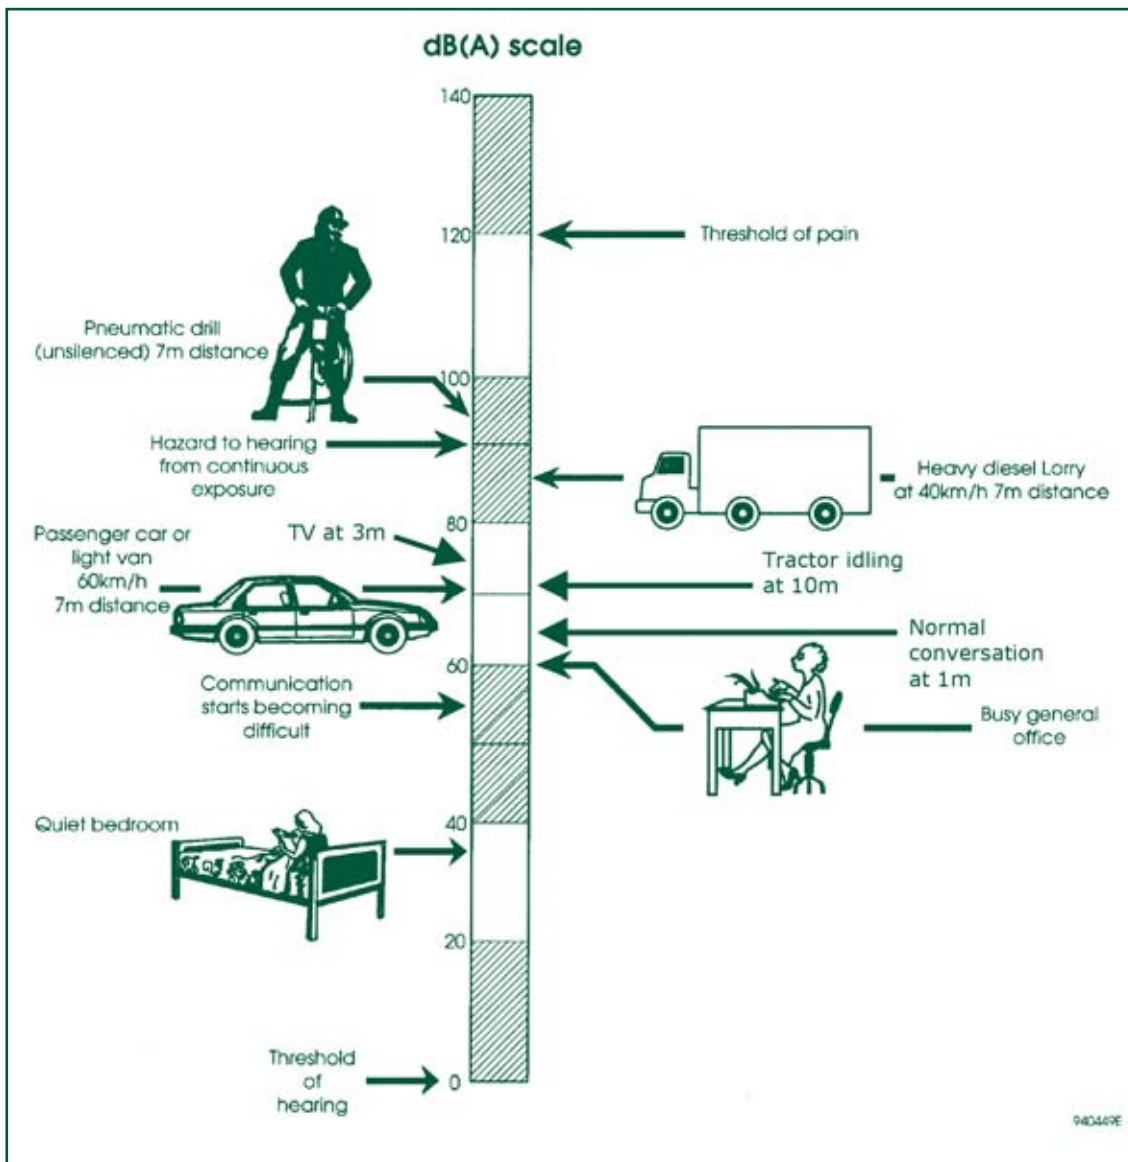 dB(A) scale
140
120
Threshold of pain
Pneumatic drill
(unsilenced) 7m distance
100
Hazard to hearing
from continuous
exposure
Heavy diesel Lorry
at 40km/h 7m distance
80
TV at 3m
Passenger car or
light van
60km/h
7m distance
Tractor idling
at 10m
Normal
conversation
at 1m
60
Communication
starts becoming
difficult
Busy general
office
40
Quiet bedroom
20
Threshold
of
hearing
0
940449E